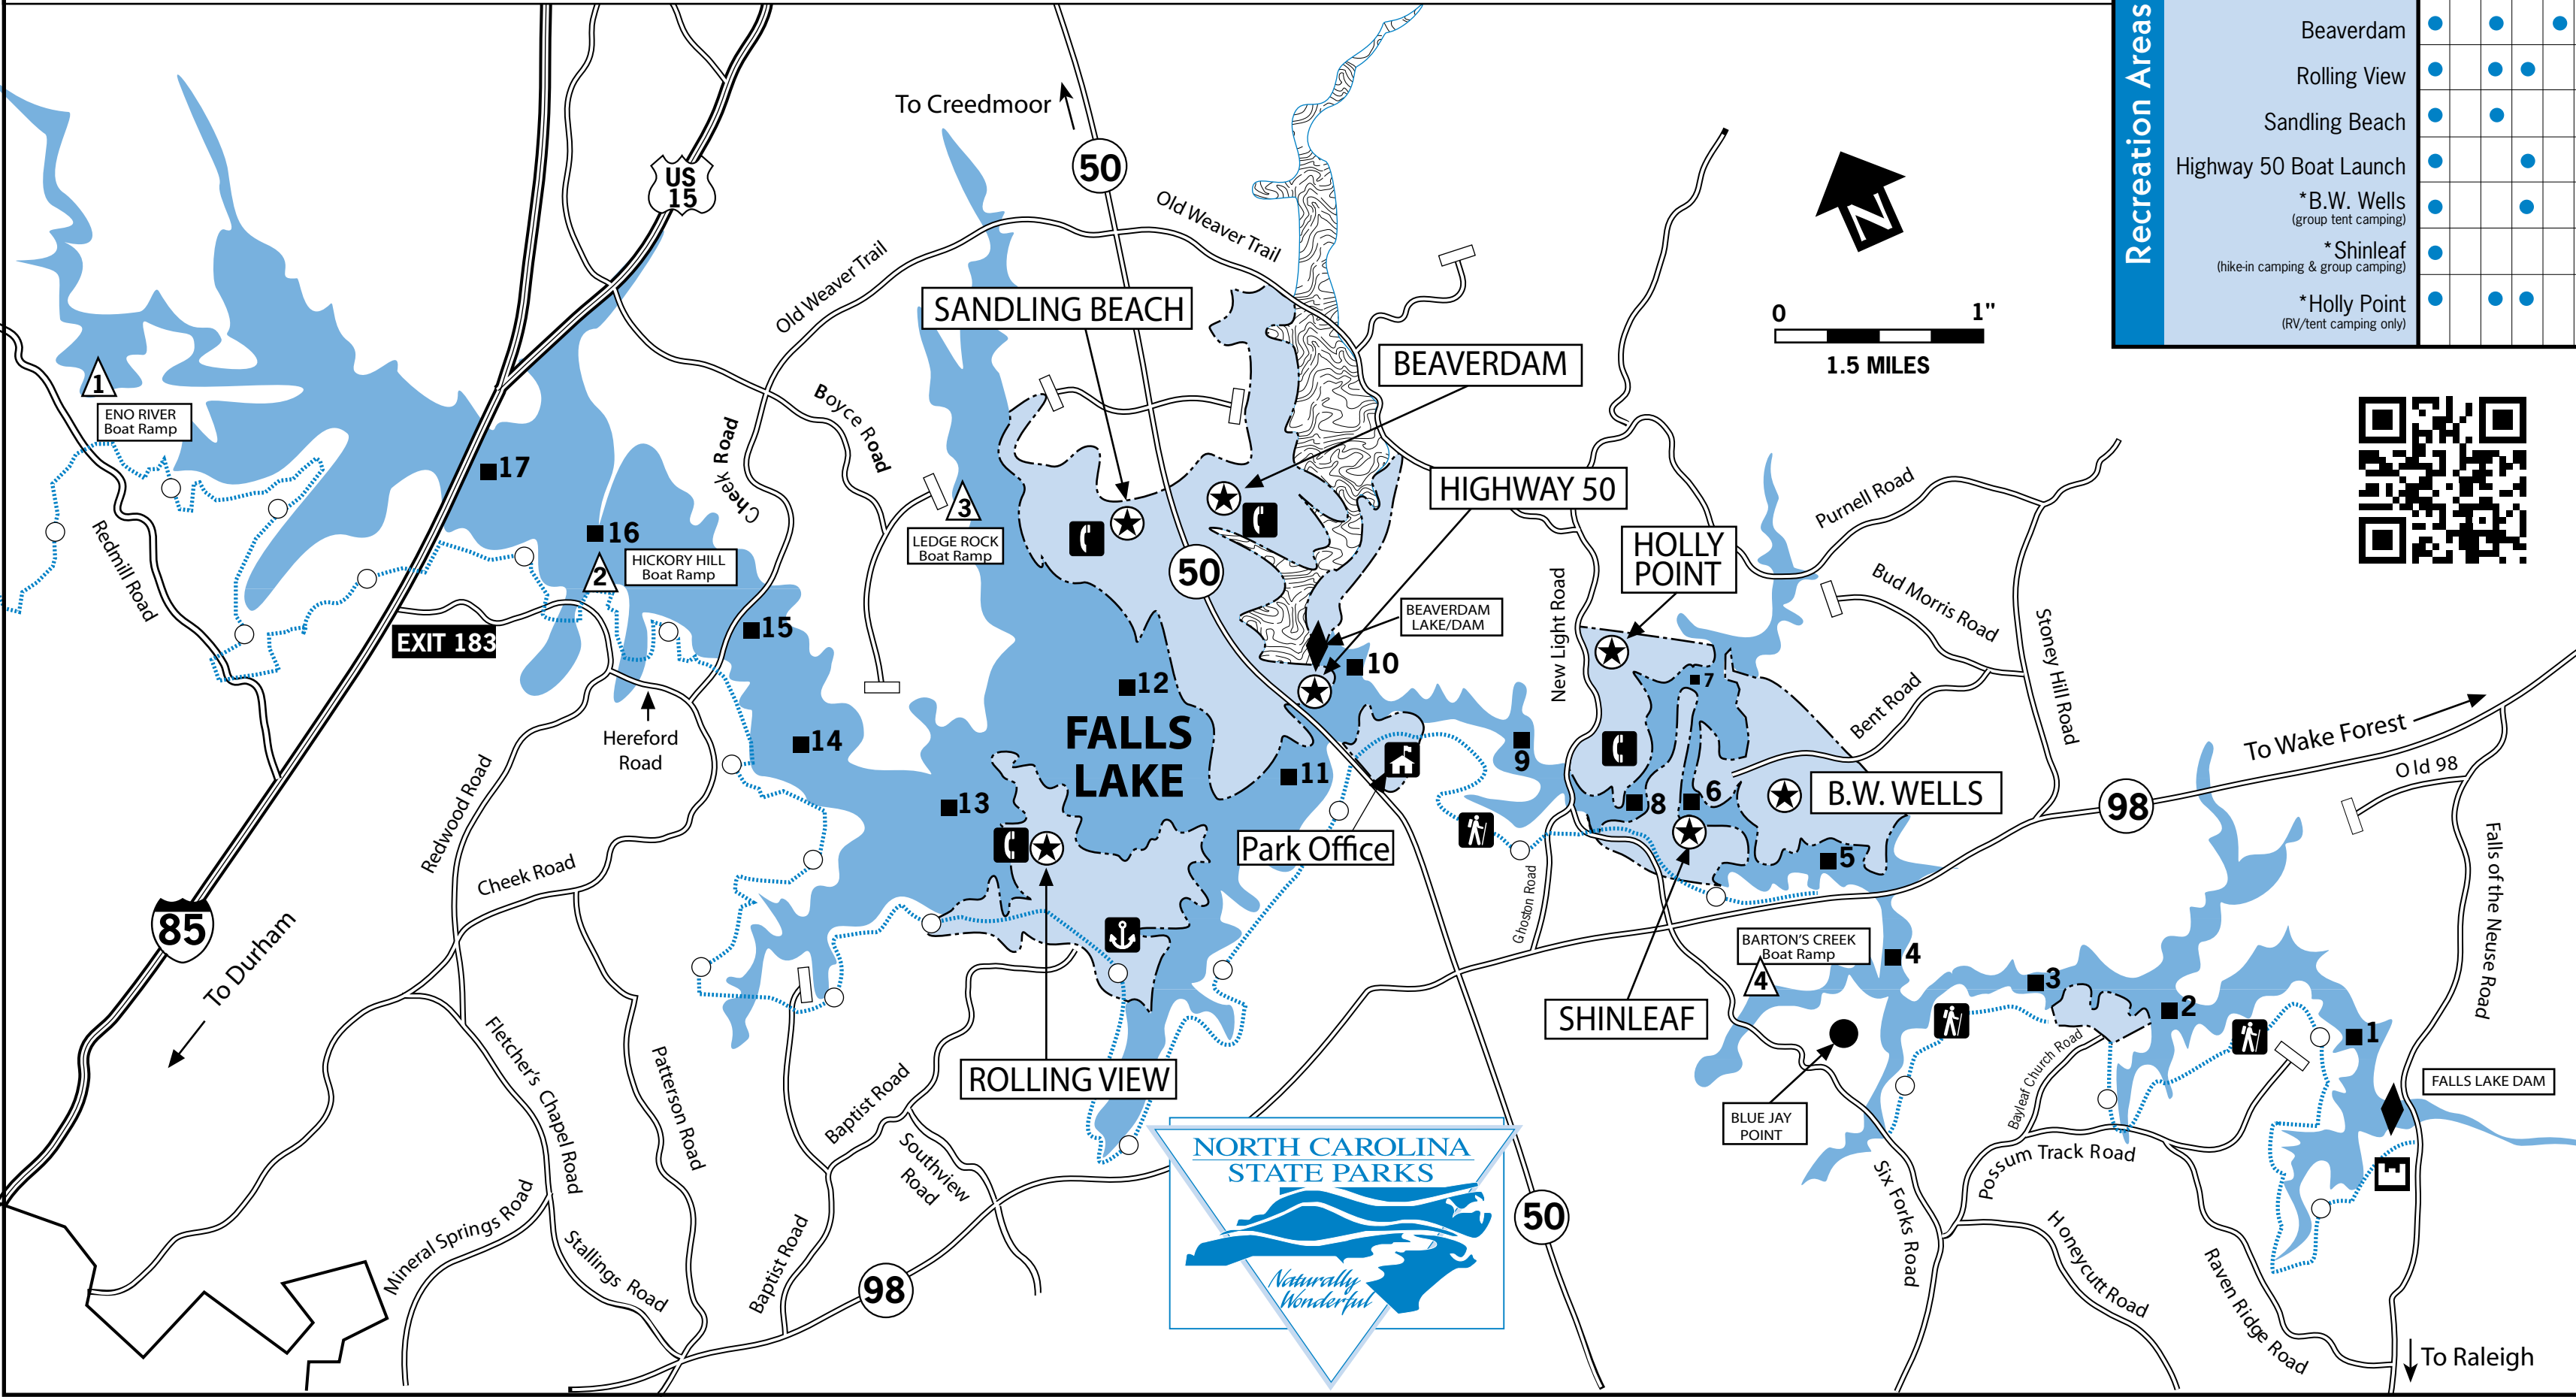 Recreation Areas
Beaverdam
Rolling View
Sandling Beach
Highway 50 Boat Launch
*B.W. Wells
(group tent camping)
*Shinleaf
(hike-in camping & group camping)
*Holly Point
(RV/tent camping only)
To Creedmoor
50
US
15
Old Weaver Trail
Old Weaver Trail
N
0 1"
1.5 MILES
SANDLING BEACH
BEAVERDAM
1
ENO RIVER
Boat Ramp
17
Boyce Road
Cheek Road
3
LEDGE ROCK
Boat Ramp
HIGHWAY 50
HOLLY
POINT
Purnell Road
16
2
HICKORY HILL
Boat Ramp
50
Redmill Road
EXIT 183
15
New Light Road
BEAVERDAM
LAKE/DAM
Bud Morris Road
Stoney Hill Road
10
12
7
FALLS
LAKE
14
Hereford
Road
Bent Road
To Wake Forest
Old 98
9
11
13
8
6
B.W. WELLS
98
Redwood Road
Park Office
5
Cheek Road
Falls of the Neuse Road
85
To Durham
Ghoston Road
BARTON'S CREEK
Boat Ramp
4
4
3
2
1
SHINLEAF
ROLLING VIEW
Fletcher's Chapel Road
Patterson Road
Baptist Road
Southview
Road
BLUE JAY
POINT
Bayleaf Church Road
FALLS LAKE DAM
NORTH CAROLINA
STATE PARKS
Naturally
Wonderful
Possum Track Road
Six Forks Road
50
Mineral Springs Road
Stallings Road
Baptist Road
98
Honeycutt Road
Raven Ridge Road
To Raleigh